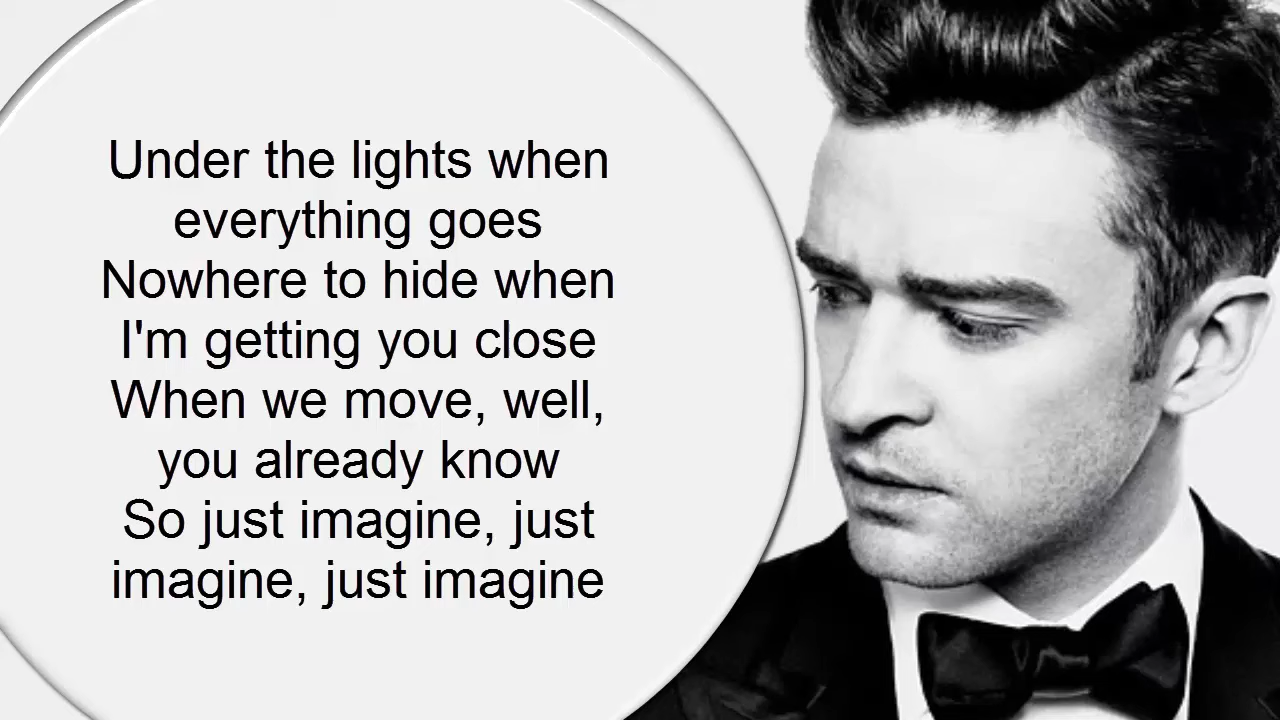 Under the lights when
everything goes
Nowhere to hide when
I'm getting you close
When we move, well,
you already know
So just imagine, just
imagine, just imagine